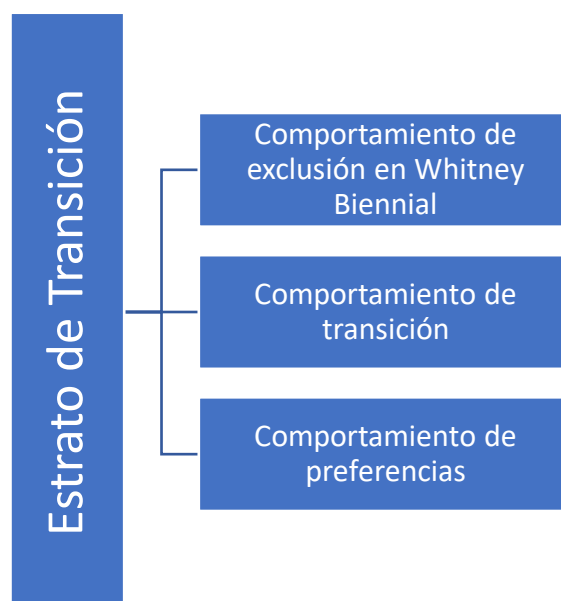 Estrato de Transición
Comportamiento de
exclusión en Whitney
Biennial
Comportamiento de
transición
Comportamiento de
preferencias